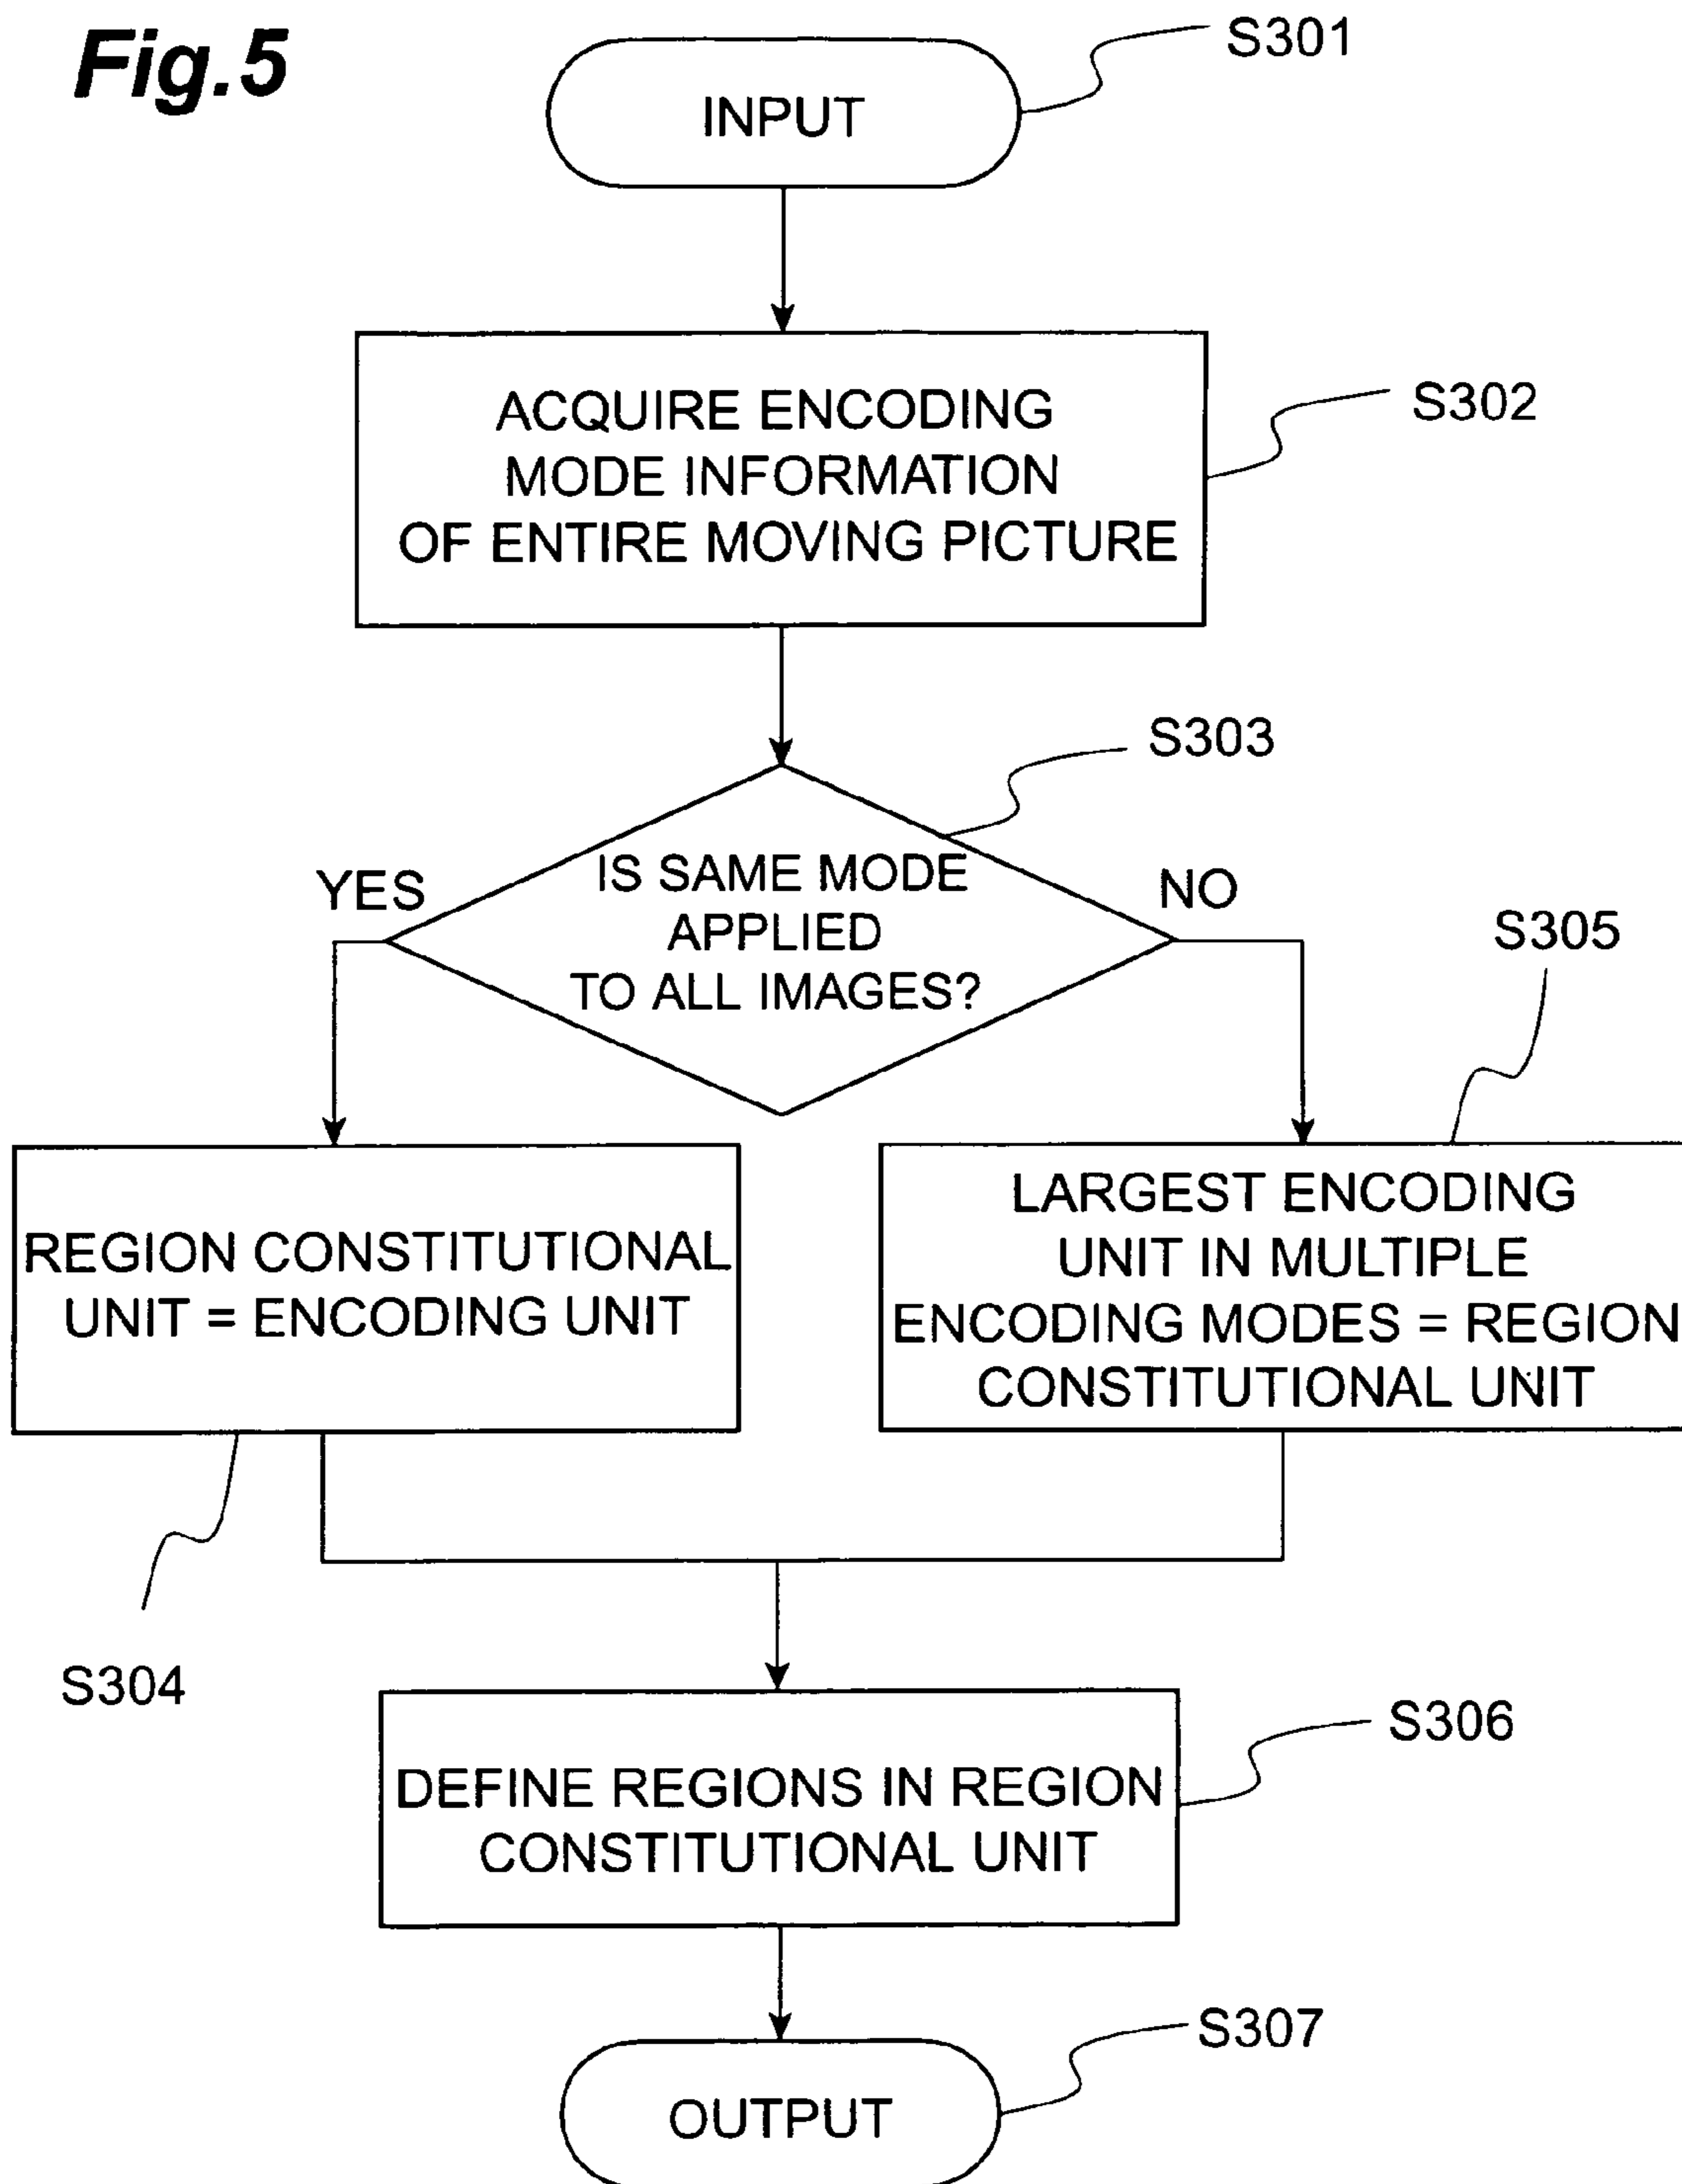 Fig.5
S301
INPUT
ACQUIRE ENCODING
MODE INFORMATION
OF ENTIRE MOVING PICTURE
S302
S303
IS SAME MODE
APPLIED
TO ALL IMAGES?
YES
NO
S305
REGION CONSTITUTIONAL
UNIT = ENCODING UNIT
LARGEST ENCODING
UNIT IN MULTIPLE
ENCODING MODES = REGION
CONSTITUTIONAL UNIT
S304
S306
DEFINE REGIONS IN REGION
CONSTITUTIONAL UNIT
S307
OUTPUT